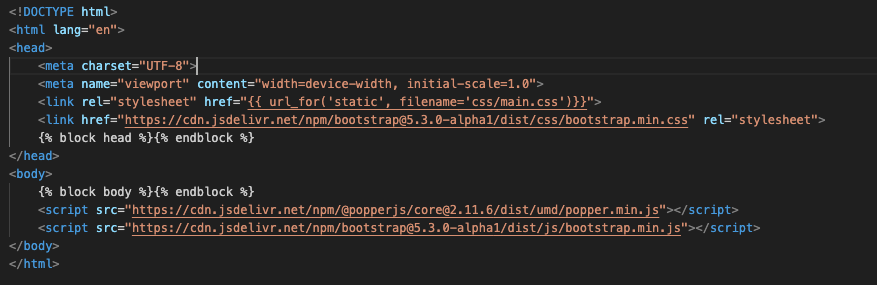 <!DOCTYPE html>
<html lang="en">
<head>
    <meta charset="UTF-8">
    <meta name="viewport" content="width=device-width, initial-scale=1.0">
    <link rel="stylesheet" href="{{ url_for('static', filename='css/main.css')}}">
    <link href="https://cdn.jsdelivr.net/npm/bootstrap@5.3.0-alpha1/dist/css/bootstrap.min.css" rel="stylesheet">
    {% block head %}{% endblock %}
</head>
<body>
    {% block body %}{% endblock %}
    <script src="https://cdn.jsdelivr.net/npm/@popperjs/core@2.11.6/dist/umd/popper.min.js"></script>
    <script src="https://cdn.jsdelivr.net/npm/bootstrap@5.3.0-alpha1/dist/js/bootstrap.min.js"></script>
</body>
</html>